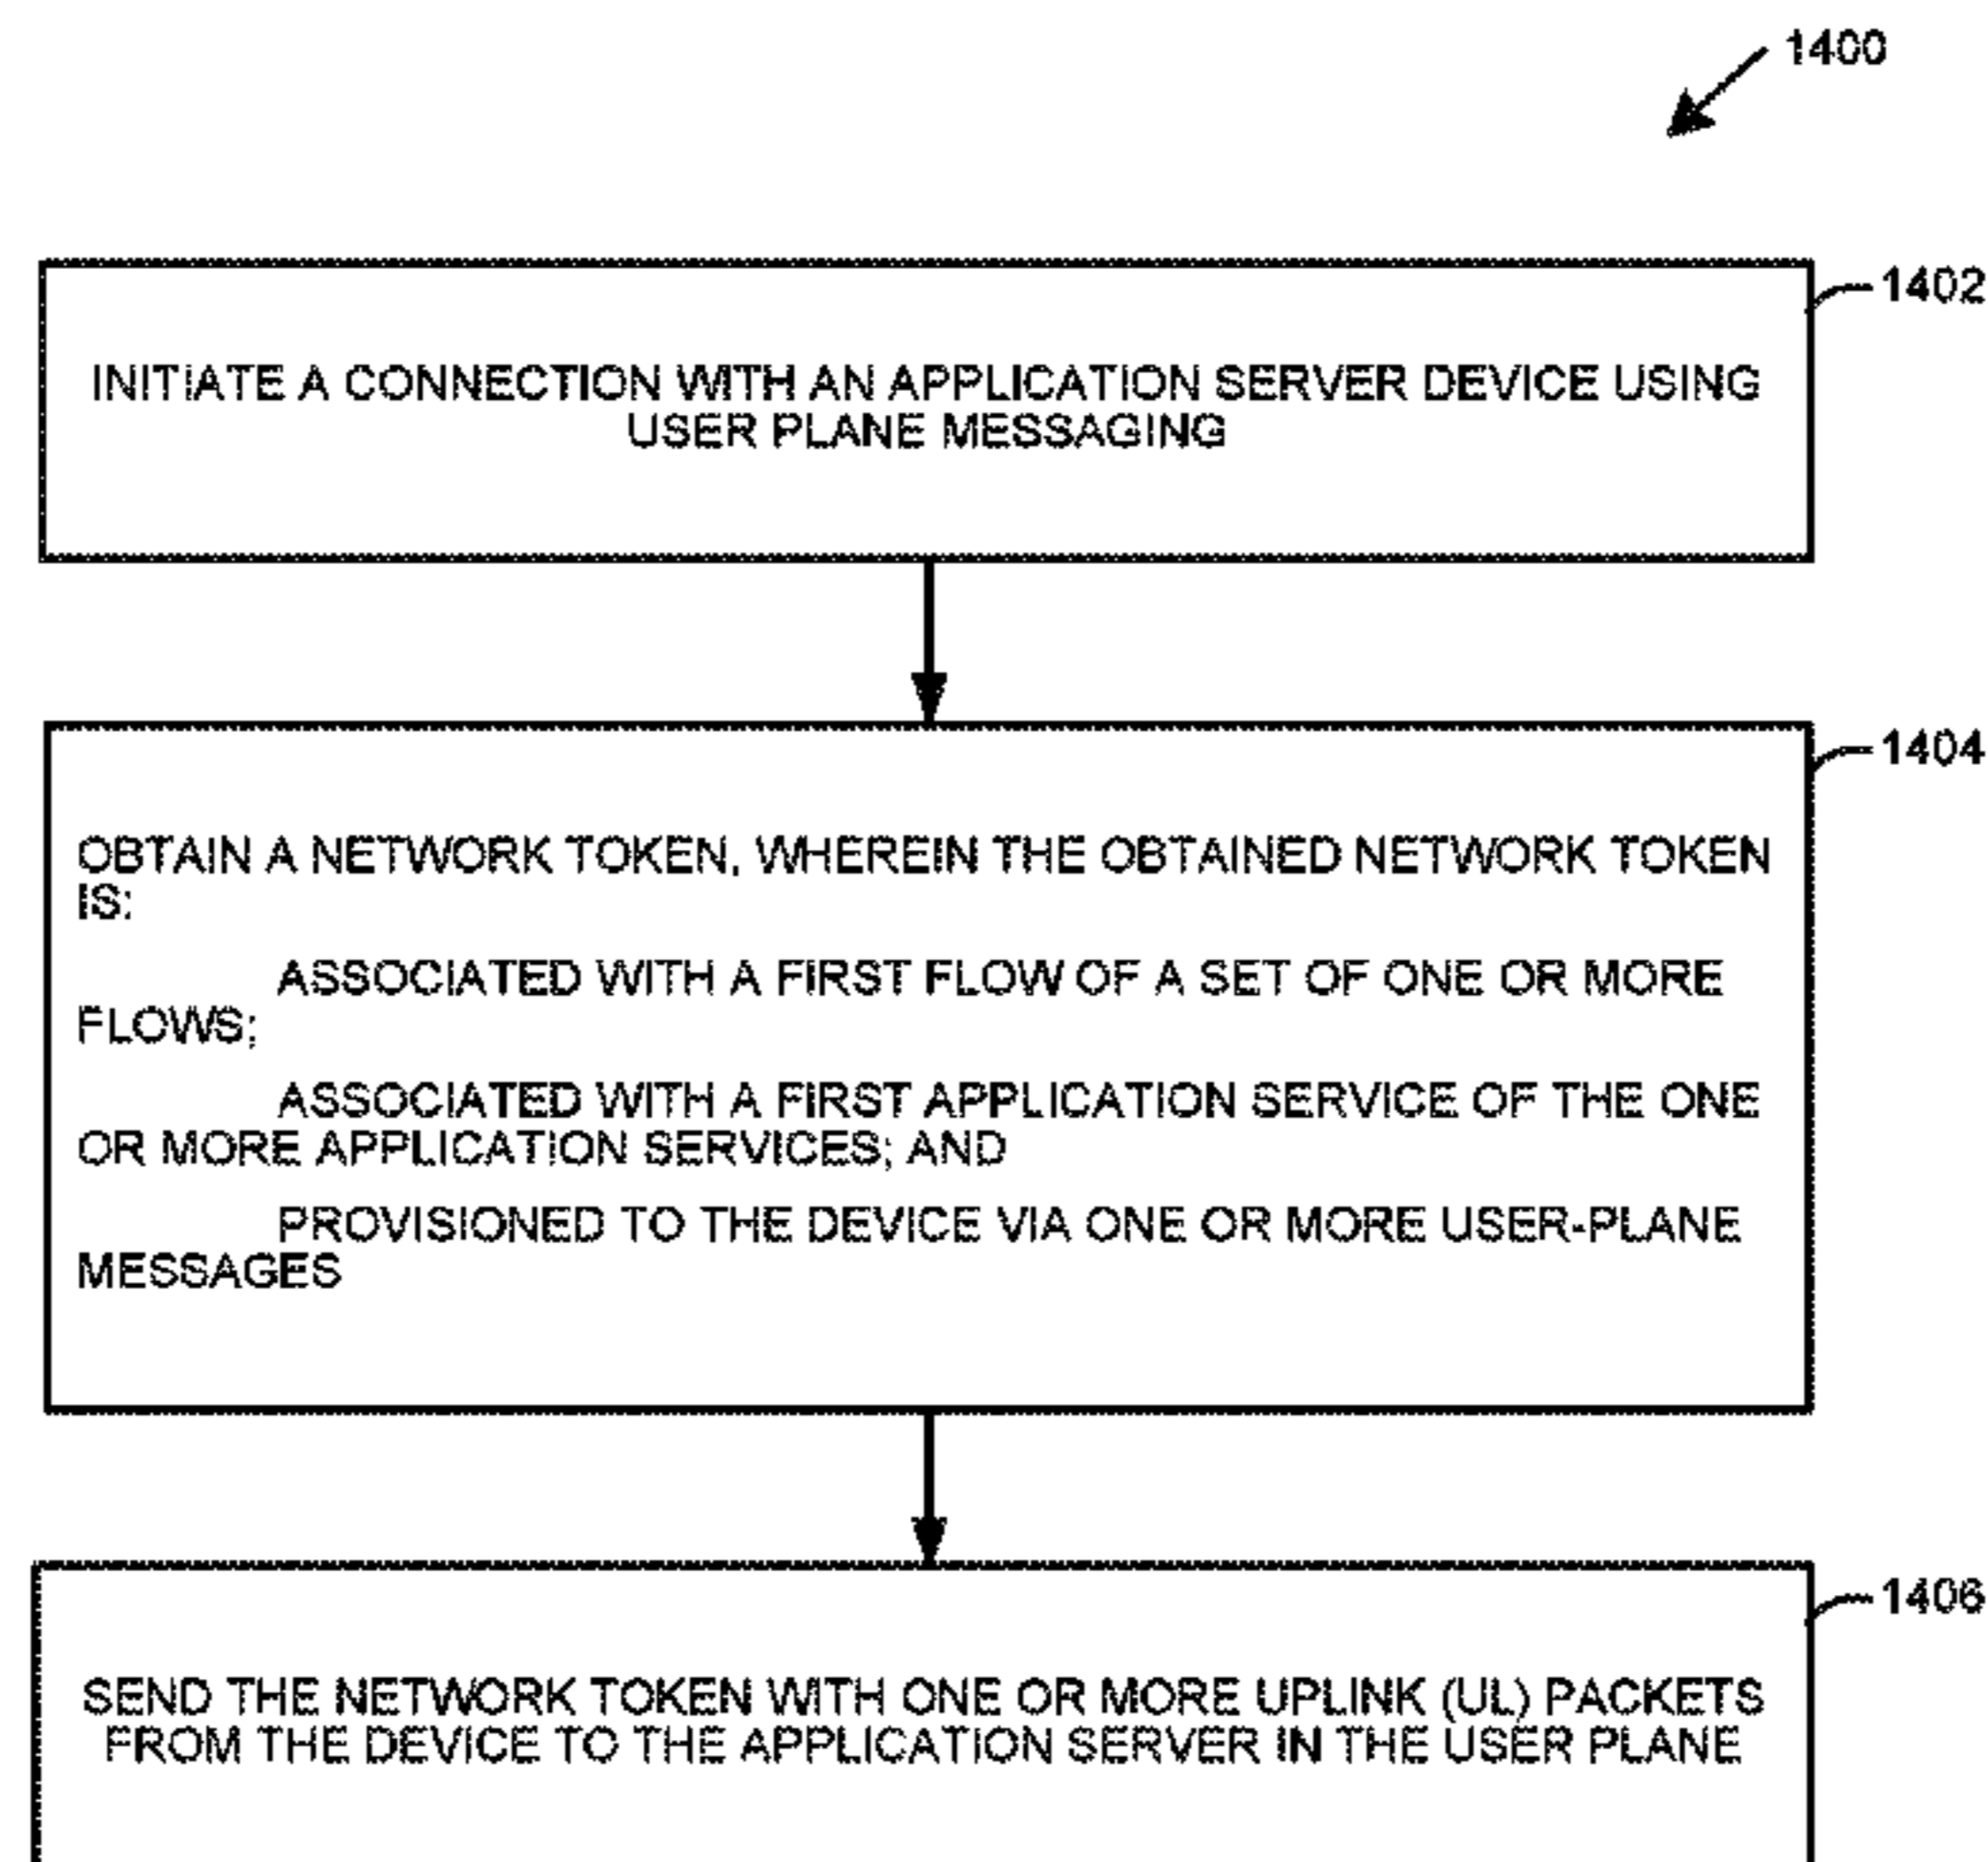 1400
1402
INITIATE A CONNECTION WITH AN APPLICATION SERVER DEVICE USING
USER PLANE MESSAGING
1404
OBTAIN A NETWORK TOKEN, WHEREIN THE OBTAINED NETWORK TOKEN
IS:
ASSOCIATED WITH A FIRST FLOW OF A SET OF ONE OR MORE
FLOWS;
ASSOCIATED WITH A FIRST APPLICATION SERVICE OF THE ONE
OR MORE APPLICATION SERVICES; AND
PROVISIONED TO THE DEVICE VIA ONE OR MORE USER-PLANE
MESSAGES
1406
SEND THE NETWORK TOKEN WITH ONE OR MORE UPLINK (UL) PACKETS
FROM THE DEVICE TO THE APPLICATION SERVER IN THE USER PLANE